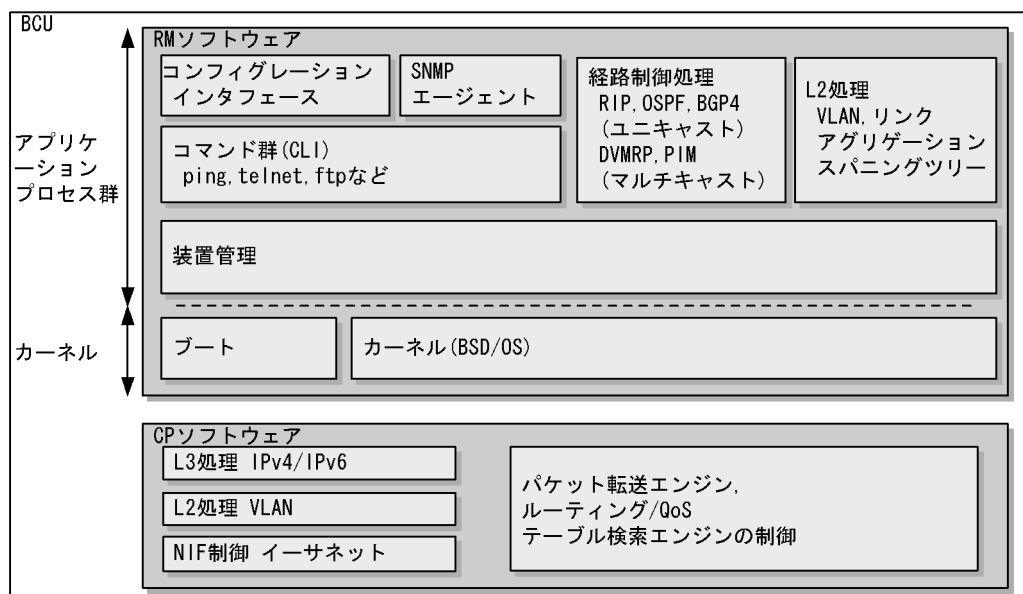 BCU
RMソフトウェア
コンフィグレーション
インタフェース
SNMP
エージェント
経路制御処理
RIP,OSPF,BGP4
(ユニキャスト)
DVMRP,PIM
(マルチキャスト)
L2処理
VLAN,リンク
アグリゲーション
スパニングツリー
アプリケ
ーション
プロセス群
コマンド群(CLI)
ping,telnet,ftpなど
装置管理
カーネル
ブート
カーネル(BSD/OS)
CPソフトウェア
L3処理 IPv4/IPv6
L2処理 VLAN
NIF制御 イーサネット
パケット転送エンジン,
ルーティング/QoS
テーブル検索エンジンの制御